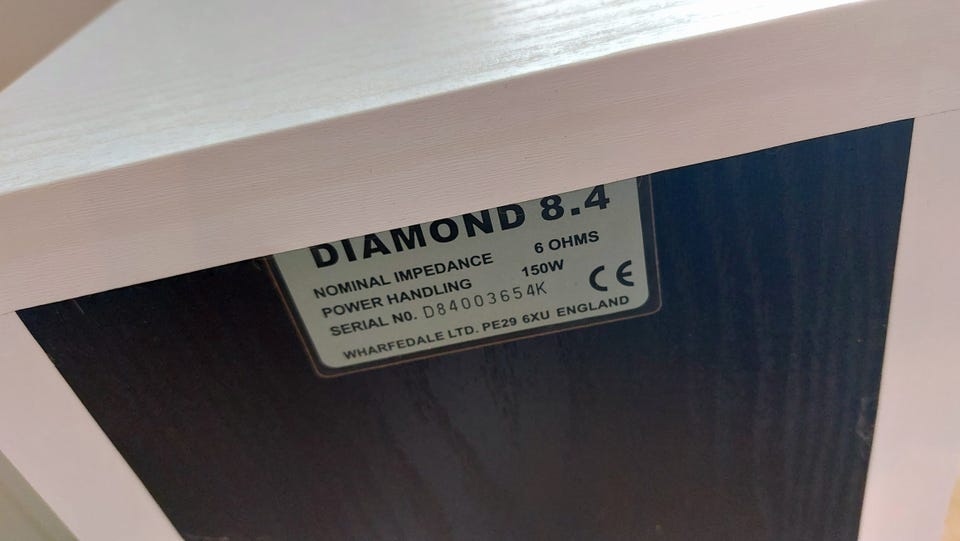 DIAMOND 8.4
NOMINAL IMPEDANCE 6 OHMS
POWER HANDLING 150W
SERIAL NO. D84003654K
CE
WHARFEDALE LTD. PE29 6XU ENGLAND